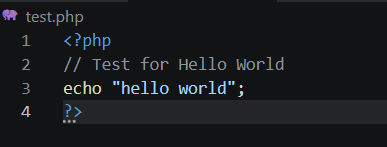 test.php
1 <?php
2 // Test for Hello World
3 echo "hello world";
4 ?>